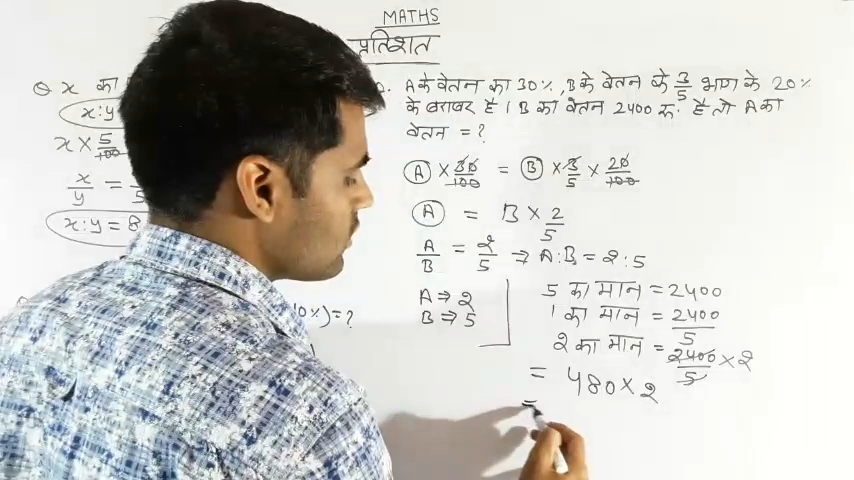 MATHS
प्रतिशत
Q x का
x:y
x × 5/100
x/y = 5
x:y = 8
10%) = ?
A के वेतन का 30%, B के वेतन के 3/5 भाग के 20%
के बराबर है। B का वेतन 2400 रू. है तो A का
वेतन = ?
A × 30/100 = B × 3/5 × 20/100
A = B × 2/5
A/B = 2/5 ⇒ A:B = 2:5
A ⇒ 2
B ⇒ 5
5 का मान = 2400
1 का मान = 2400/5
2 का मान = 2400/5 × 2
= 480 × 2
=